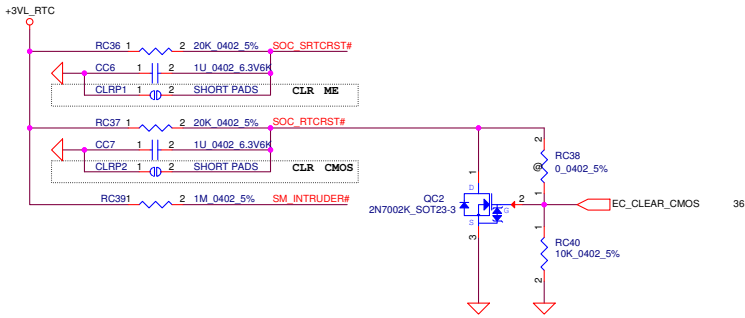 +3VL_RTC
RC36 1 2 20K_0402_5% SOC_SRTCRST#
CC6 1 2 1U_0402_6.3V6K
CLRP1 1 2 SHORT PADS CLR ME
RC37 1 2 20K_0402_5% SOC_RTCRST#
CC7 1 2 1U_0402_6.3V6K
CLRP2 1 2 SHORT PADS CLR CMOS
RC391 2 1M_0402_5% SM_INTRUDER#
2
RC38
@
0_0402_5%
1
1
D
QC2
2N7002K_SOT23-3
G
2
S
3
EC_CLEAR_CMOS 36
1
RC40
10K_0402_5%
2